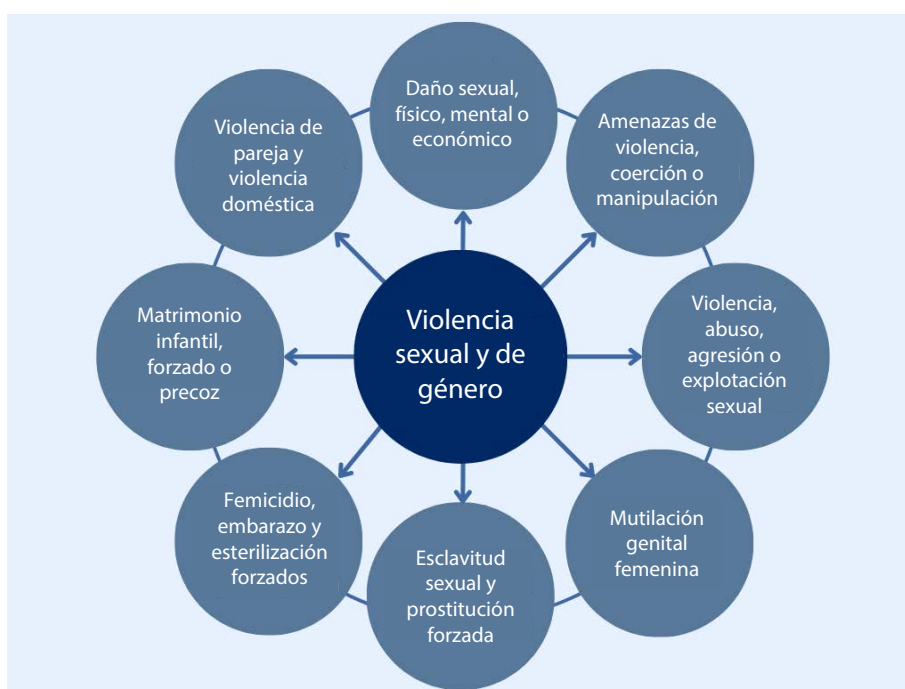 Daño sexual,
físico, mental o
económico
Amenazas de
violencia,
coerción o
manipulación
Violencia,
abuso,
agresión o
explotación
sexual
Mutilación
genital
femenina
Esclavitud
sexual y
prostitución
forzada
Femicidio,
embarazo y
esterilización
forzados
Matrimonio
infantil,
forzado o
precoz
Violencia de
pareja y
violencia
doméstica
Violencia
sexual y de
género